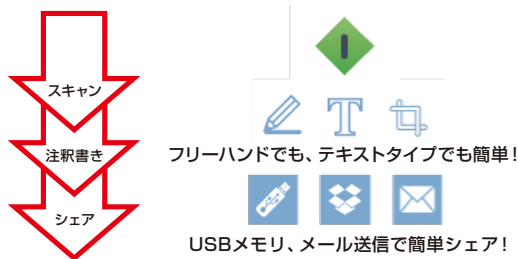 スキャン
注釈書き
フリーハンドでも、テキストタイプでも簡単！
シェア
USBメモリ、メール送信で簡単シェア！